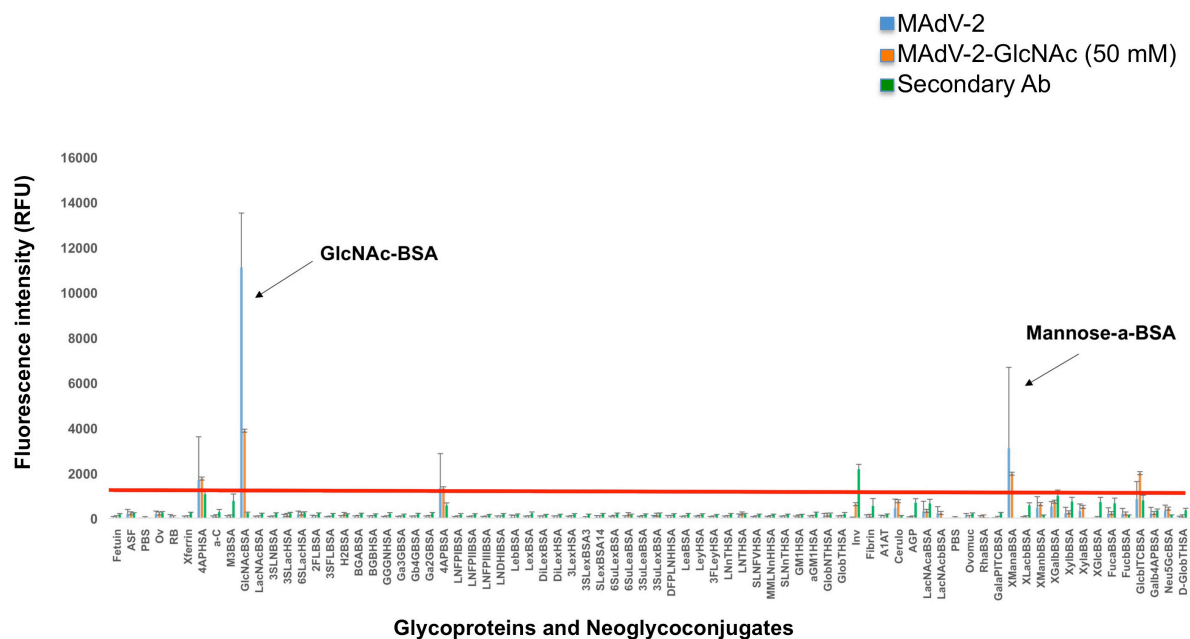 MAdV-2
MAdV-2-GlcNAc (50 mM)
Secondary Ab
Fluorescence intensity (RFU)
16000
14000
12000
10000
8000
6000
4000
2000
0
GlcNAc-BSA
Mannose-a-BSA
Fetuin
ASF
PBS
Ov
RB
Xferrin
4APHSA
a-C
M3BSA
GlcNAcBSA
LacNAcBSA
3SLNBSA
3SLacHSA
6SLacHSA
2FLBSA
3SFLBSA
H2BSA
BGABSA
BGBHSA
GGGNHSA
Ga3GBSA
Gb4GBSA
Ga2GBSA
4APBSA
LNFPIBSA
LNFPIIBSA
LNFPIIIBSA
LNDHIBSA
LebBSA
LexBSA
DiLexBSA
DiLexHSA
3LexHSA
3SLexBSA3
SLexBSA14
6SuLexBSA
6SuLeaBSA
3SuLeaBSA
3SuLexBSA
DFPLNHHSA
LeaBSA
LeyHSA
3FLeyHSA
LNnTHSA
LNTHSA
SLNFVHSA
MMLNnHHSA
SLNnTHSA
GM1HSA
aGM1HSA
GlobNTHSA
GlobTHSA
Inv
Fibrin
A1AT
Cerulo
AGP
LacNAcaBSA
LacNAcbBSA
PBS
Ovomuc
RhaBSA
GalaPITCBSA
XManaBSA
XLacbBSA
XManbBSA
XGalbBSA
XylbBSA
XylaBSA
XGlcBSA
FucaBSA
FucbBSA
GlcbITCBSA
Galb4APBSA
Neu5GcBSA
D-GlobTHSA
Glycoproteins and Neoglycoconjugates